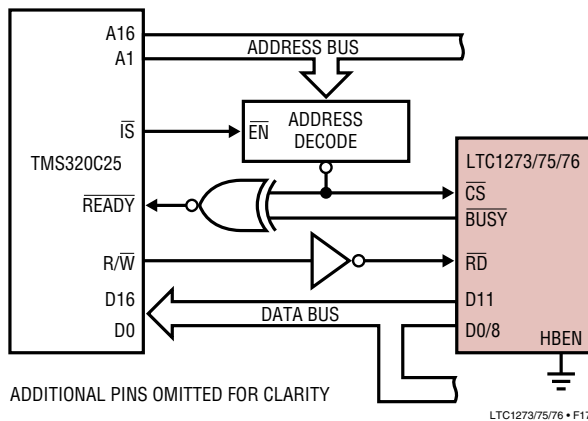 A16
A1
ADDRESS BUS
IS
EN
ADDRESS
DECODE
TMS320C25
LTC1273/75/76
READY
CS
BUSY
R/W
RD
D16
D11
DATA BUS
D0
D0/8
HBEN
ADDITIONAL PINS OMITTED FOR CLARITY
LTC1273/75/76 • F17